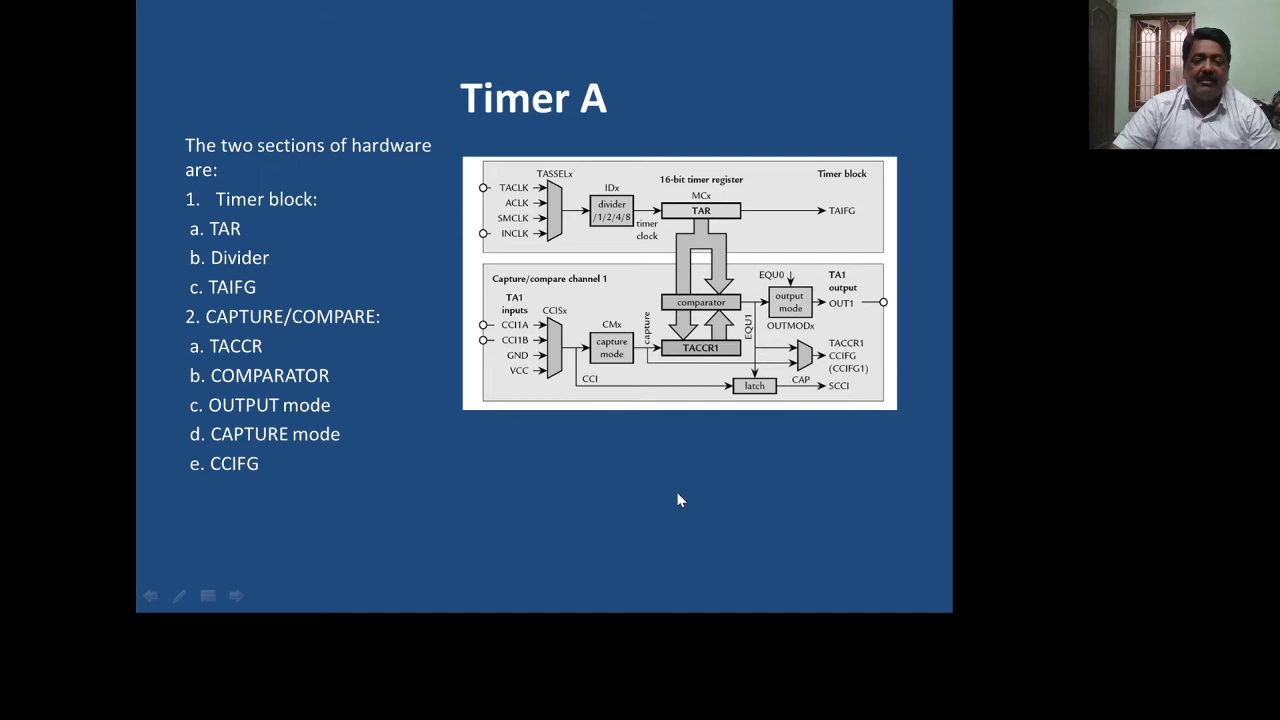 Timer A
The two sections of hardware
are:
1. Timer block:
a. TAR
b. Divider
c. TAIFG
2. CAPTURE/COMPARE:
a. TACCR
b. COMPARATOR
c. OUTPUT mode
d. CAPTURE mode
e. CCIFG
TASSELx
16-bit timer register
Timer block
TACLK
ACLK
SMCLK
INCLK
IDx
divider
/1/2/4/8
timer
clock
MCx
TAR
TAIFG
Capture/compare channel 1
TA1
inputs
CCISx
CCI1A
CCI1B
GND
VCC
CMx
capture
mode
capture
comparator
TACCR1
EQU0
EQU1
output
mode
OUTMODx
TA1
output
OUT1
TACCR1
CCIFG
(CCIFG1)
CCI
latch
CAP
SCCI